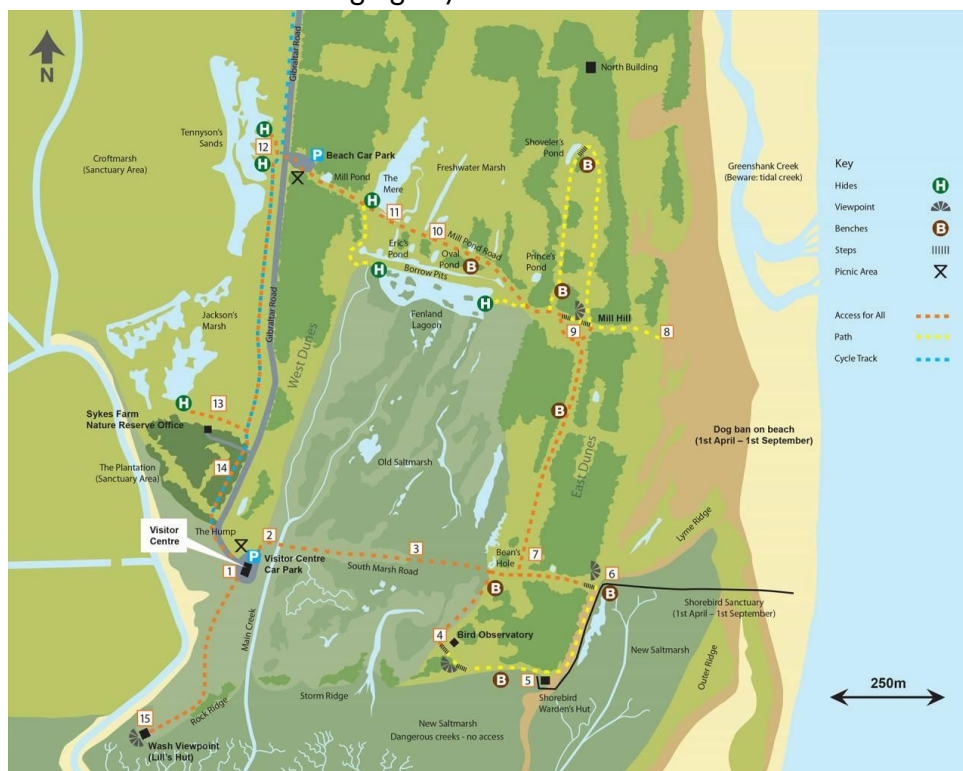 N
Gibraltar Road
North Building
Tennyson's
Sands
H
12
H
P
Beach Car Park
Croftmarsh
(Sanctuary Area)
Mill Pond
The
Mere
Freshwater Marsh
Shoveler's
Pond
B
Greenshank Creek
(Beware: tidal creek)
H
11
10
Mill Pond Road
Eric's
Pond
Oval
Pond
B
Prince's
Pond
H
Borrow Pits
H
B
Fenland
Lagoon
Mill Hill
9
8
Jackson's
Marsh
Gibraltar Road
West Dunes
H
13
B
Sykes Farm
Nature Reserve Office
Dog ban on beach
(1st April – 1st September)
East Dunes
14
The Plantation
(Sanctuary Area)
Old Saltmarsh
Lyme Ridge
Visitor
Centre
The Hump
2
P
Visitor Centre
Car Park
1
3
South Marsh Road
Bean's
Hole
7
6
B
B
Shorebird Sanctuary
(1st April – 1st September)
Main Creek
4
Bird Observatory
New Saltmarsh
Outer Ridge
B
5
Shorebird
Warden's Hut
Storm Ridge
Rock Ridge
15
Wash Viewpoint
(Lill's Hut)
New Saltmarsh
Dangerous creeks - no access
Key
Hides H
Viewpoint
Benches B
Steps
Picnic Area
Access for All
Path
Cycle Track
250m